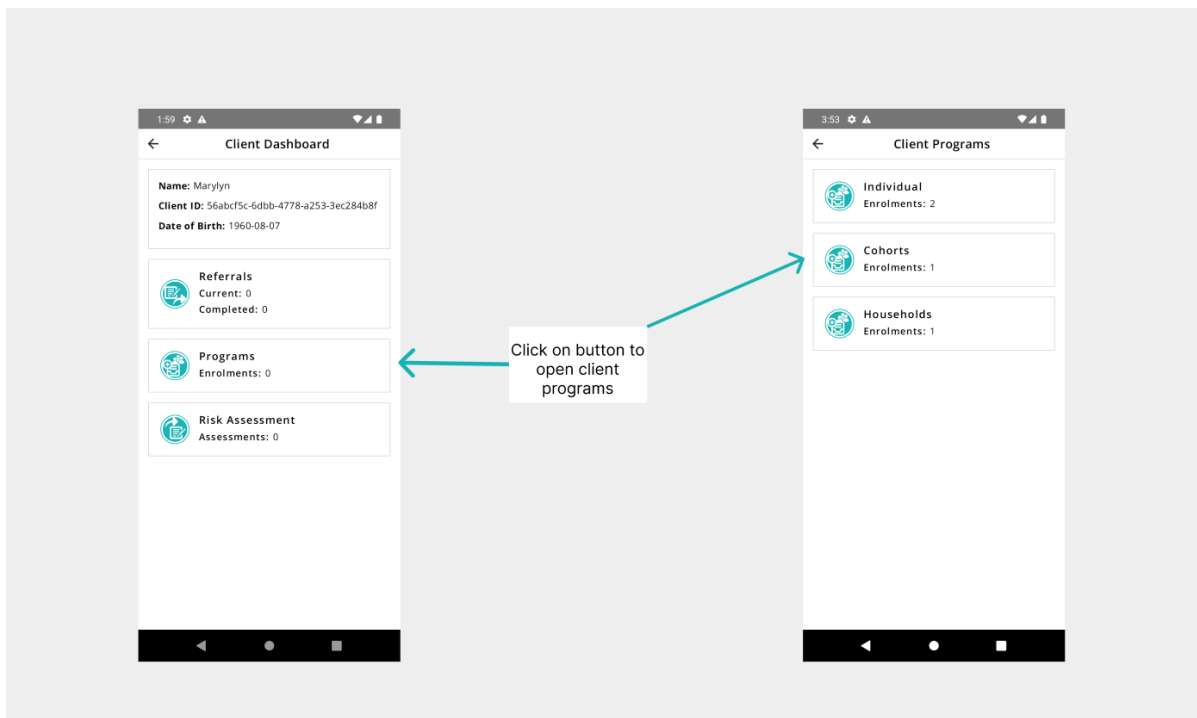 1:59
Client Dashboard
Name: Marylyn
Client ID: 56abcf5c-6dbb-4778-a253-3ec284b8f
Date of Birth: 1960-08-07
Referrals
Current: 0
Completed: 0
Programs
Enrolments: 0
Risk Assessment
Assessments: 0
Click on button to
open client
programs
3:53
Client Programs
Individual
Enrolments: 2
Cohorts
Enrolments: 1
Households
Enrolments: 1